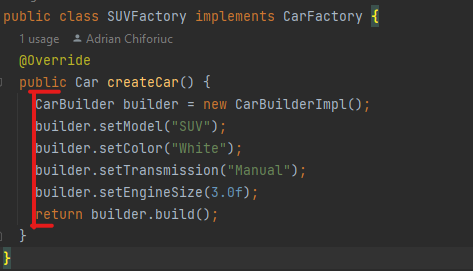 public class SUVFactory implements CarFactory {
1 usage Adrian Chiforiuc
@Override
public Car createCar() {
CarBuilder builder = new CarBuilderImpl();
builder.setModel("SUV");
builder.setColor("White");
builder.setTransmission("Manual");
builder.setEngineSize(3.0f);
return builder.build();
}
}